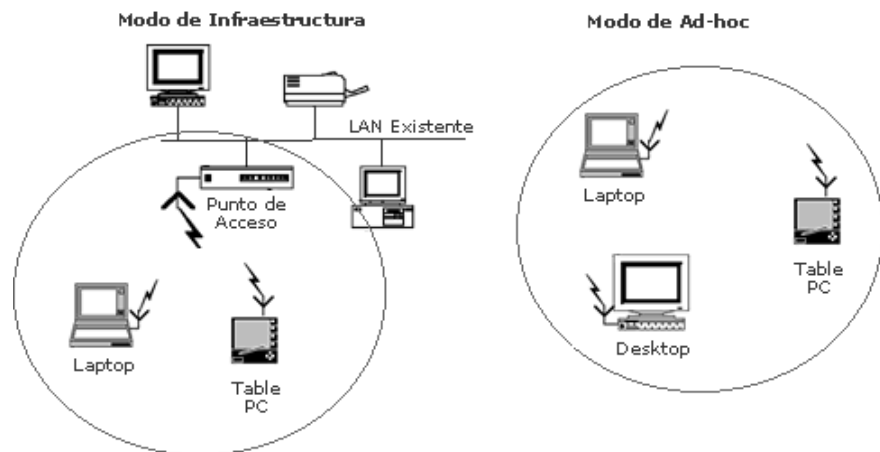 Modo de Infraestructura
LAN Existente
Punto de
Acceso
Laptop
Table
PC
Modo de Ad-hoc
Laptop
Table
PC
Desktop